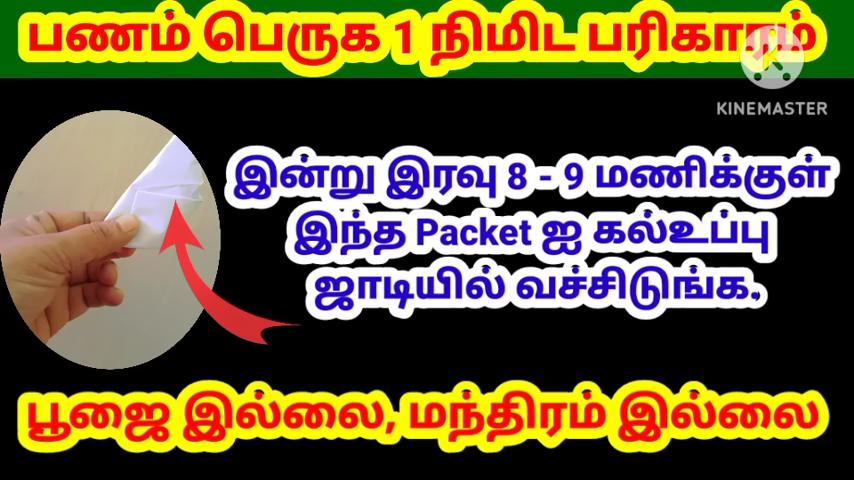 பணம் பெருக 1 நிமிட பரிகாரம்
KINEMASTER
இன்று இரவு 8 - 9 மணிக்குள்
இந்த Packet ஐ கல்உப்பு
ஜாடியில் வச்சிடுங்க.
பூஜை இல்லை, மந்திரம் இல்லை